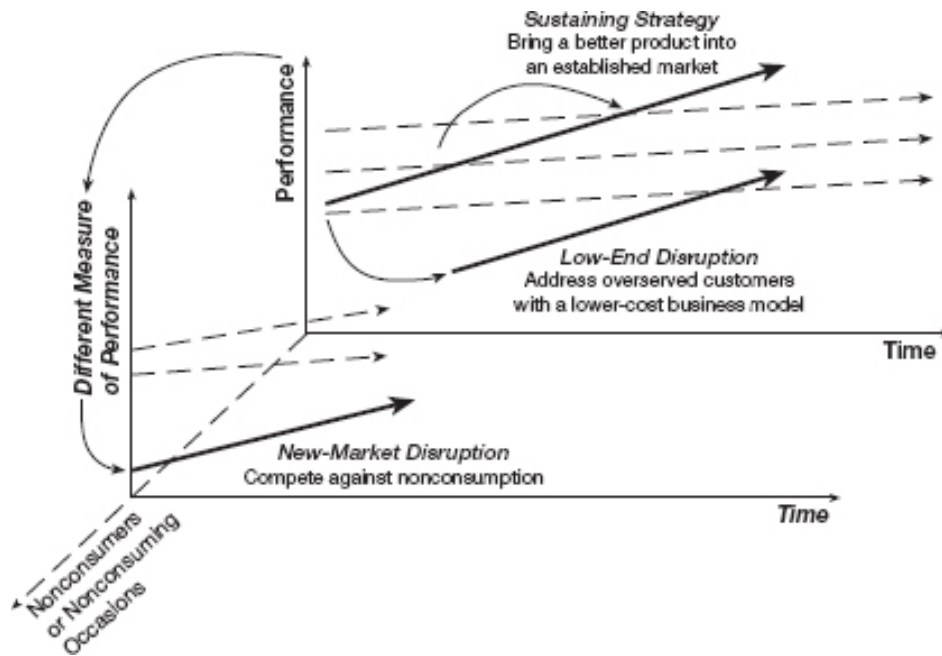 Sustaining Strategy
Bring a better product into
an established market
Performance
Different Measure
of Performance
Low-End Disruption
Address overserved customers
with a lower-cost business model
Time
New-Market Disruption
Compete against nonconsumption
Time
Nonconsumers
or Nonconsuming
Occasions